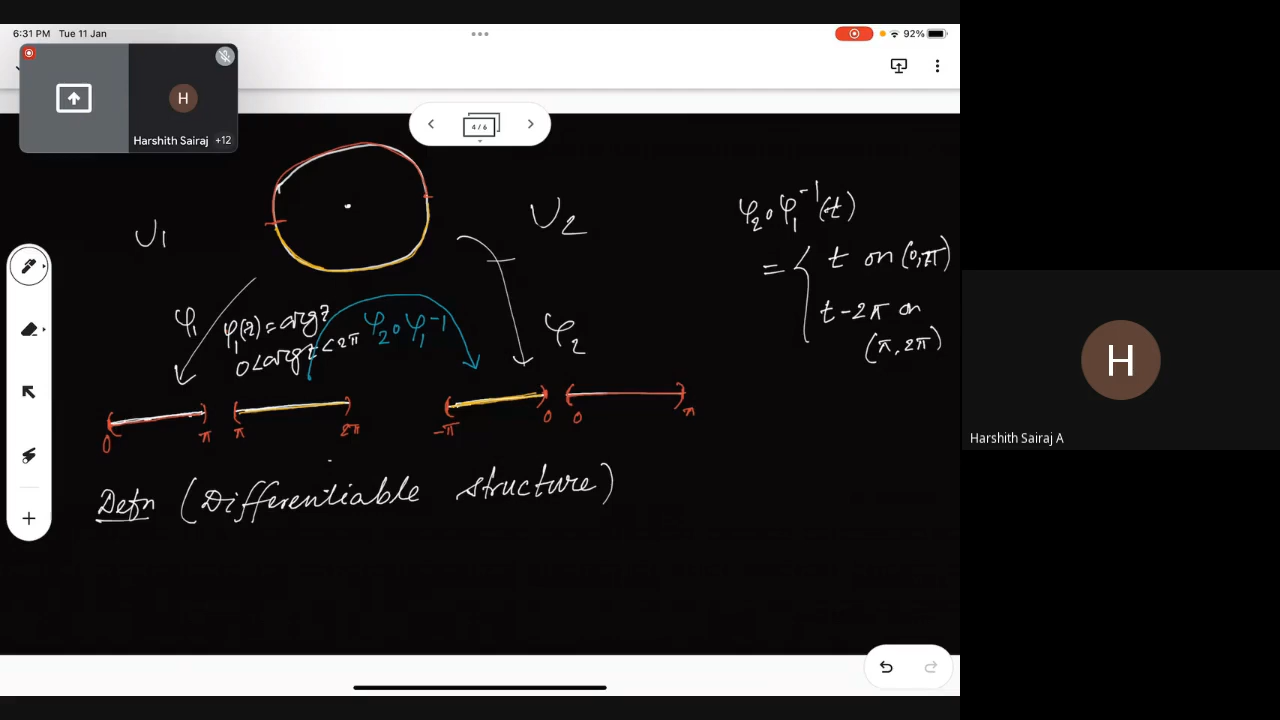 6:31 PM Tue 11 Jan
92%
H
Harshith Sairaj +12
4 / 6
U1
U2
φ1
φ1(z) = arg z
0 < arg z < 2π
φ2 ∘ φ1⁻¹
φ2
φ2 ∘ φ1⁻¹(t)
= { t on (0, π)
t - 2π on
(π, 2π)
0 π π 2π -π 0 0 π
Defn (Differentiable structure)
H
Harshith Sairaj A